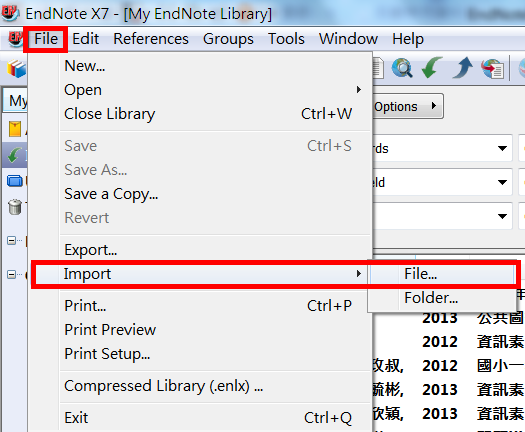 EndNote X7 - [My EndNote Library]
File Edit References Groups Tools Window Help
New...
Open
Close Library Ctrl+W
Save Ctrl+S
Save As...
Save a Copy...
Revert
Export...
Import
File...
Folder...
Print... Ctrl+P
Print Preview
Print Setup...
Compressed Library (.enlx) ...
Exit Ctrl+Q
My
Options
rds
eld
2013 公共圖
2012 資訊素
玫叔, 2012 國小一
毓彬, 2013 資訊素
欣穎, 2013 資訊素